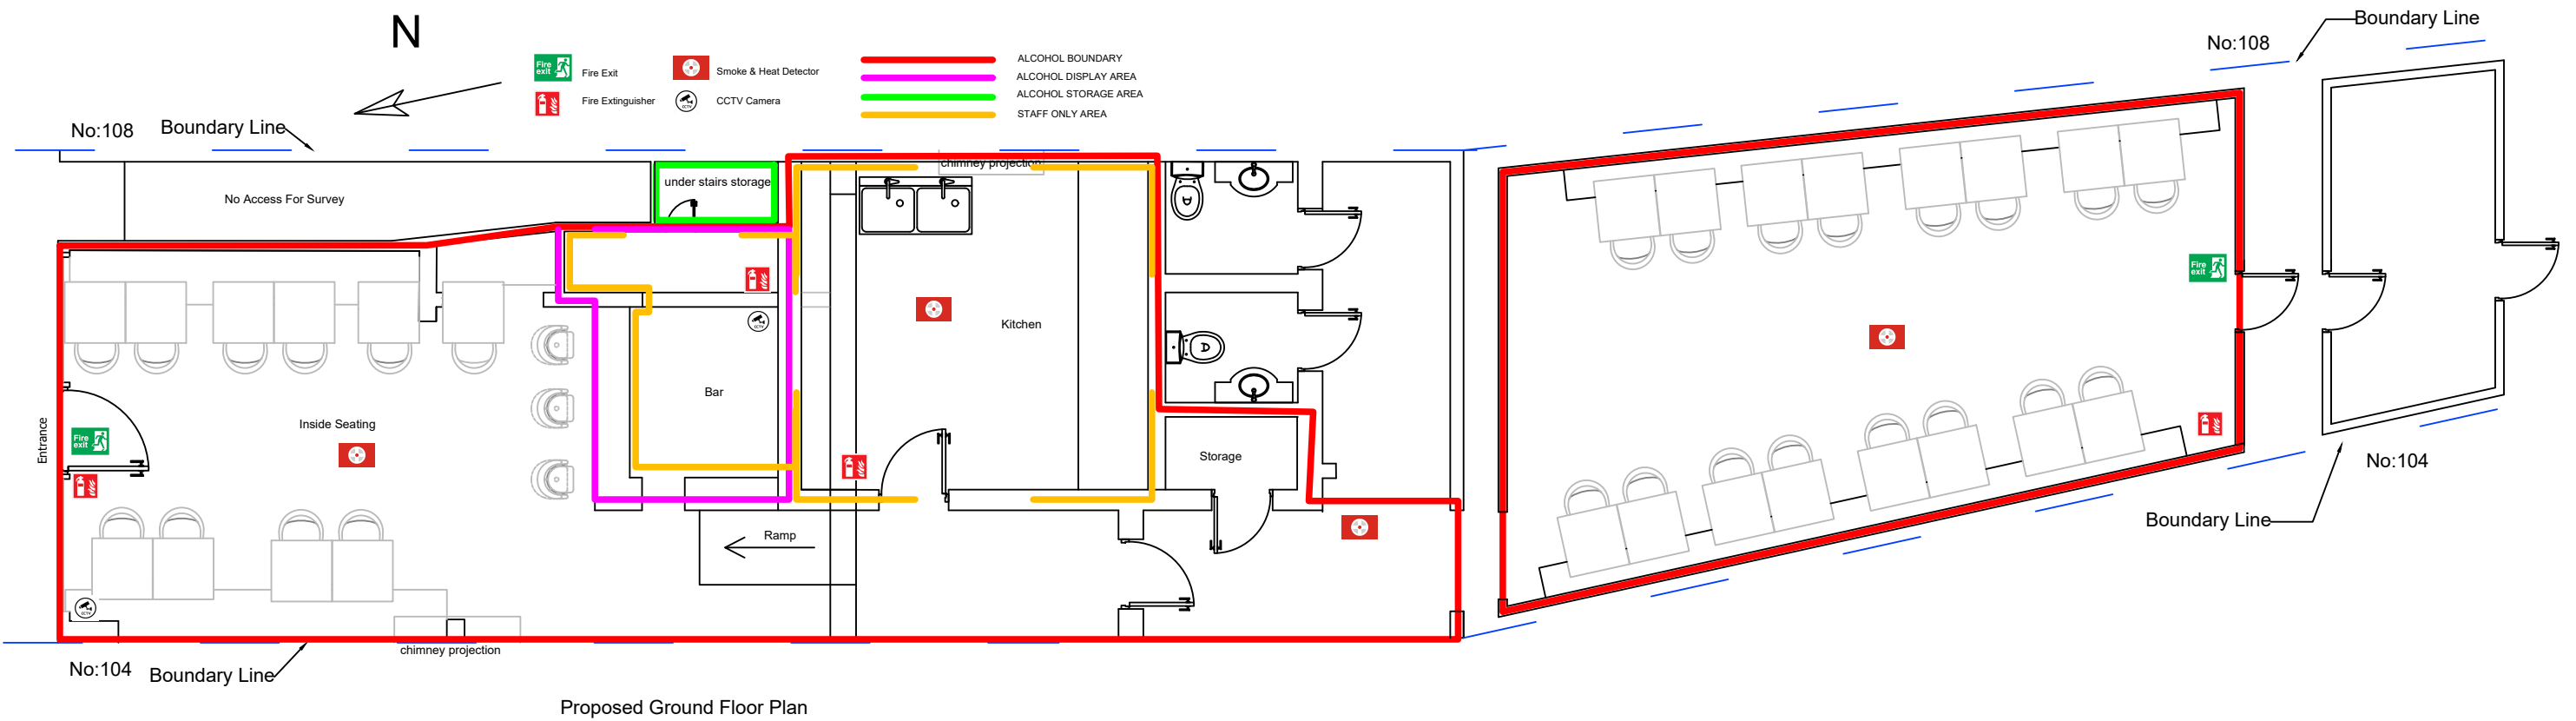 N
Boundary Line
No:108
Fire exit
Fire Exit
Smoke & Heat Detector
ALCOHOL BOUNDARY
ALCOHOL DISPLAY AREA
Fire Extinguisher
CCTV
CCTV Camera
ALCOHOL STORAGE AREA
STAFF ONLY AREA
No:108
Boundary Line
chimney projection
under stairs storage
No Access For Survey
Fire exit
CCTV
Kitchen
Bar
Inside Seating
Entrance
Fire exit
Storage
No:104
Boundary Line
Ramp
CCTV
chimney projection
No:104
Boundary Line
Proposed Ground Floor Plan